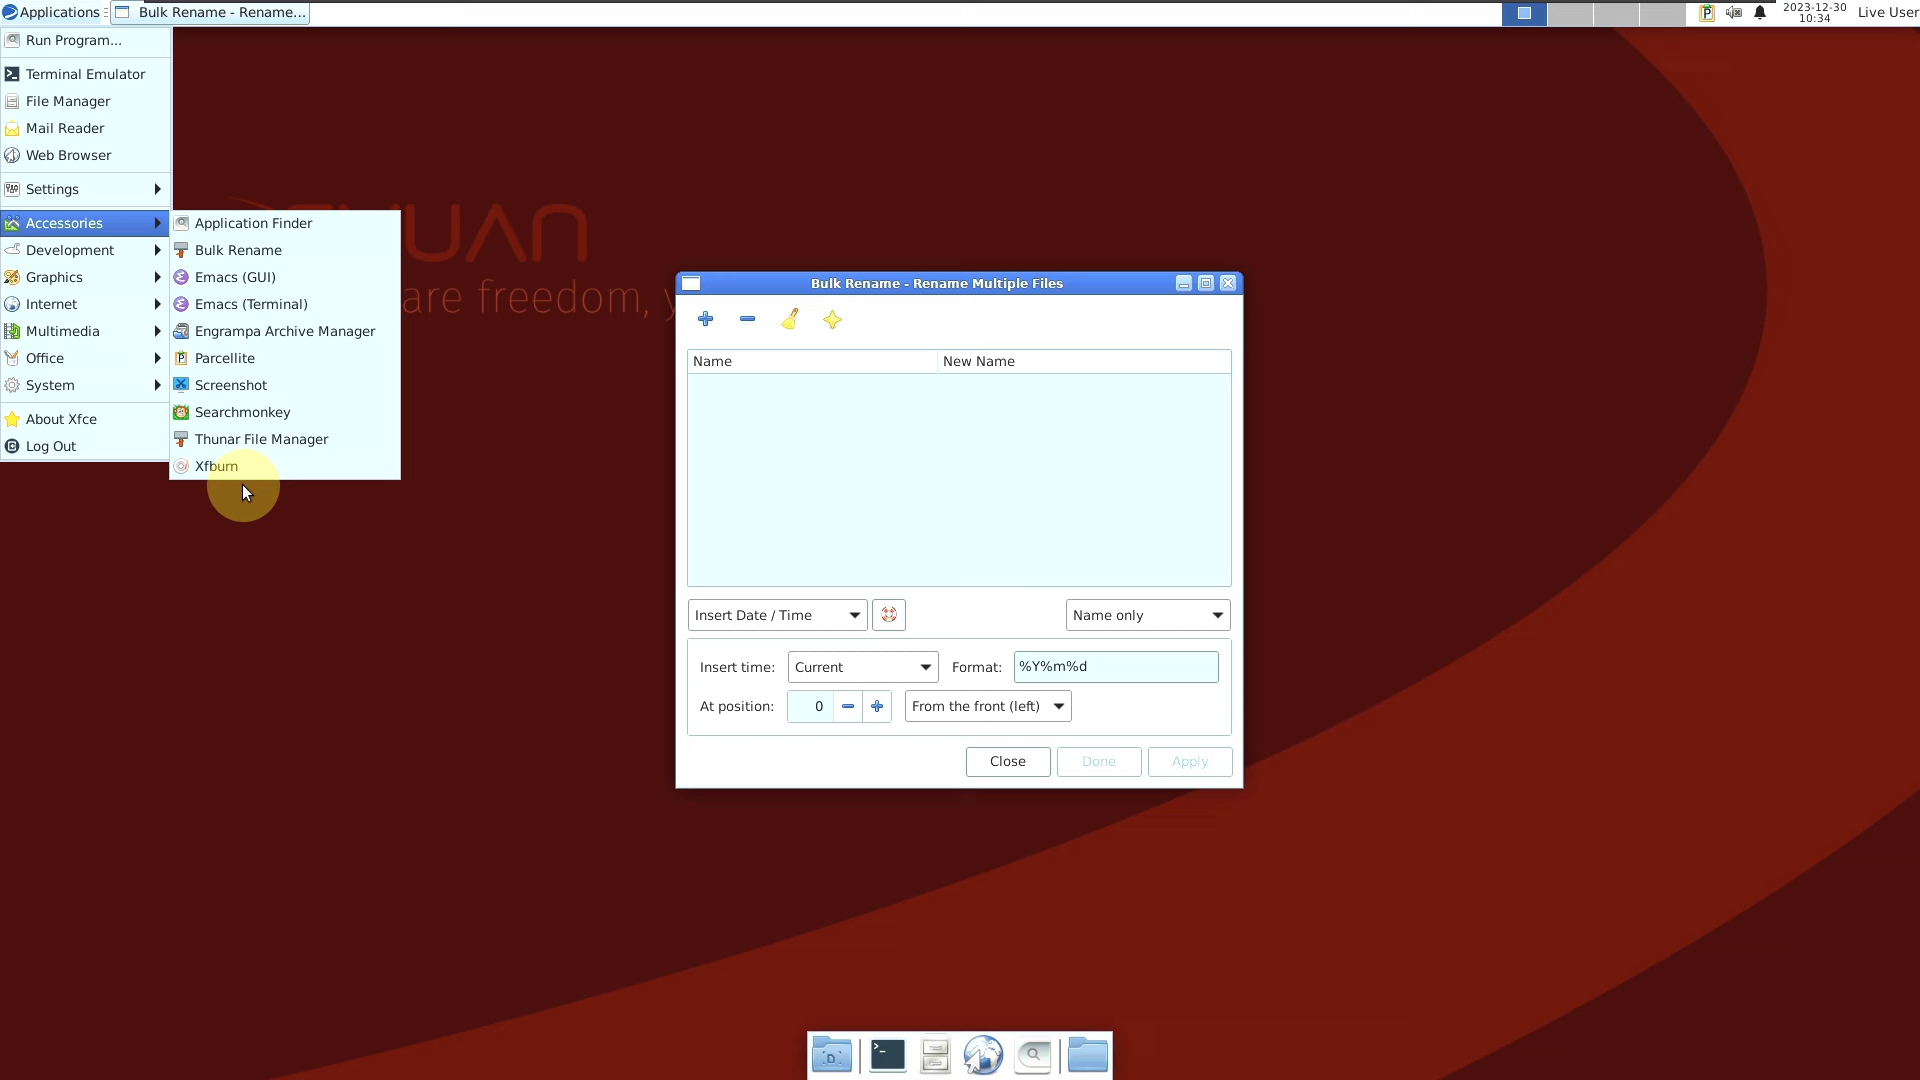 Applications
Bulk Rename - Rename...
2023-12-30
10:34
Live User
Run Program...
Terminal Emulator
File Manager
Mail Reader
Web Browser
Settings
Accessories
Development
Graphics
Internet
Multimedia
Office
System
About Xfce
Log Out
Application Finder
Bulk Rename
Emacs (GUI)
Emacs (Terminal)
Engrampa Archive Manager
Parcellite
Screenshot
Searchmonkey
Thunar File Manager
Xfburn
UAN
are freedom,
Bulk Rename - Rename Multiple Files
Name New Name
Insert Date / Time Name only
Insert time: Current Format: %Y%m%d
At position: 0 From the front (left)
Close Done Apply